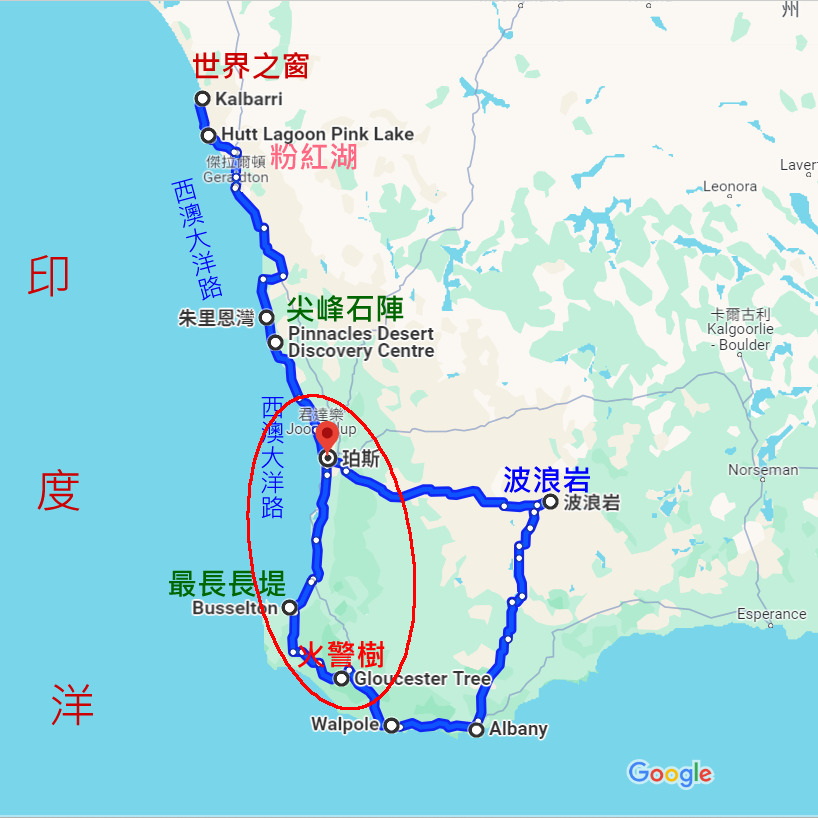 州
世界之窗
Kalbarri
Hutt Lagoon Pink Lake
粉紅湖
傑拉爾頓
Geraldton
西澳大洋路
Leonora
印
尖峰石陣
朱里恩灣
Pinnacles Desert
Discovery Centre
卡爾古利
Kalgoorlie
- Boulder
西澳大洋路
君達樂
珀斯
度
波浪岩
波浪岩
Norseman
最長長堤
Busselton
Esperance
火警樹
Gloucester Tree
洋
Walpole
Albany
Google